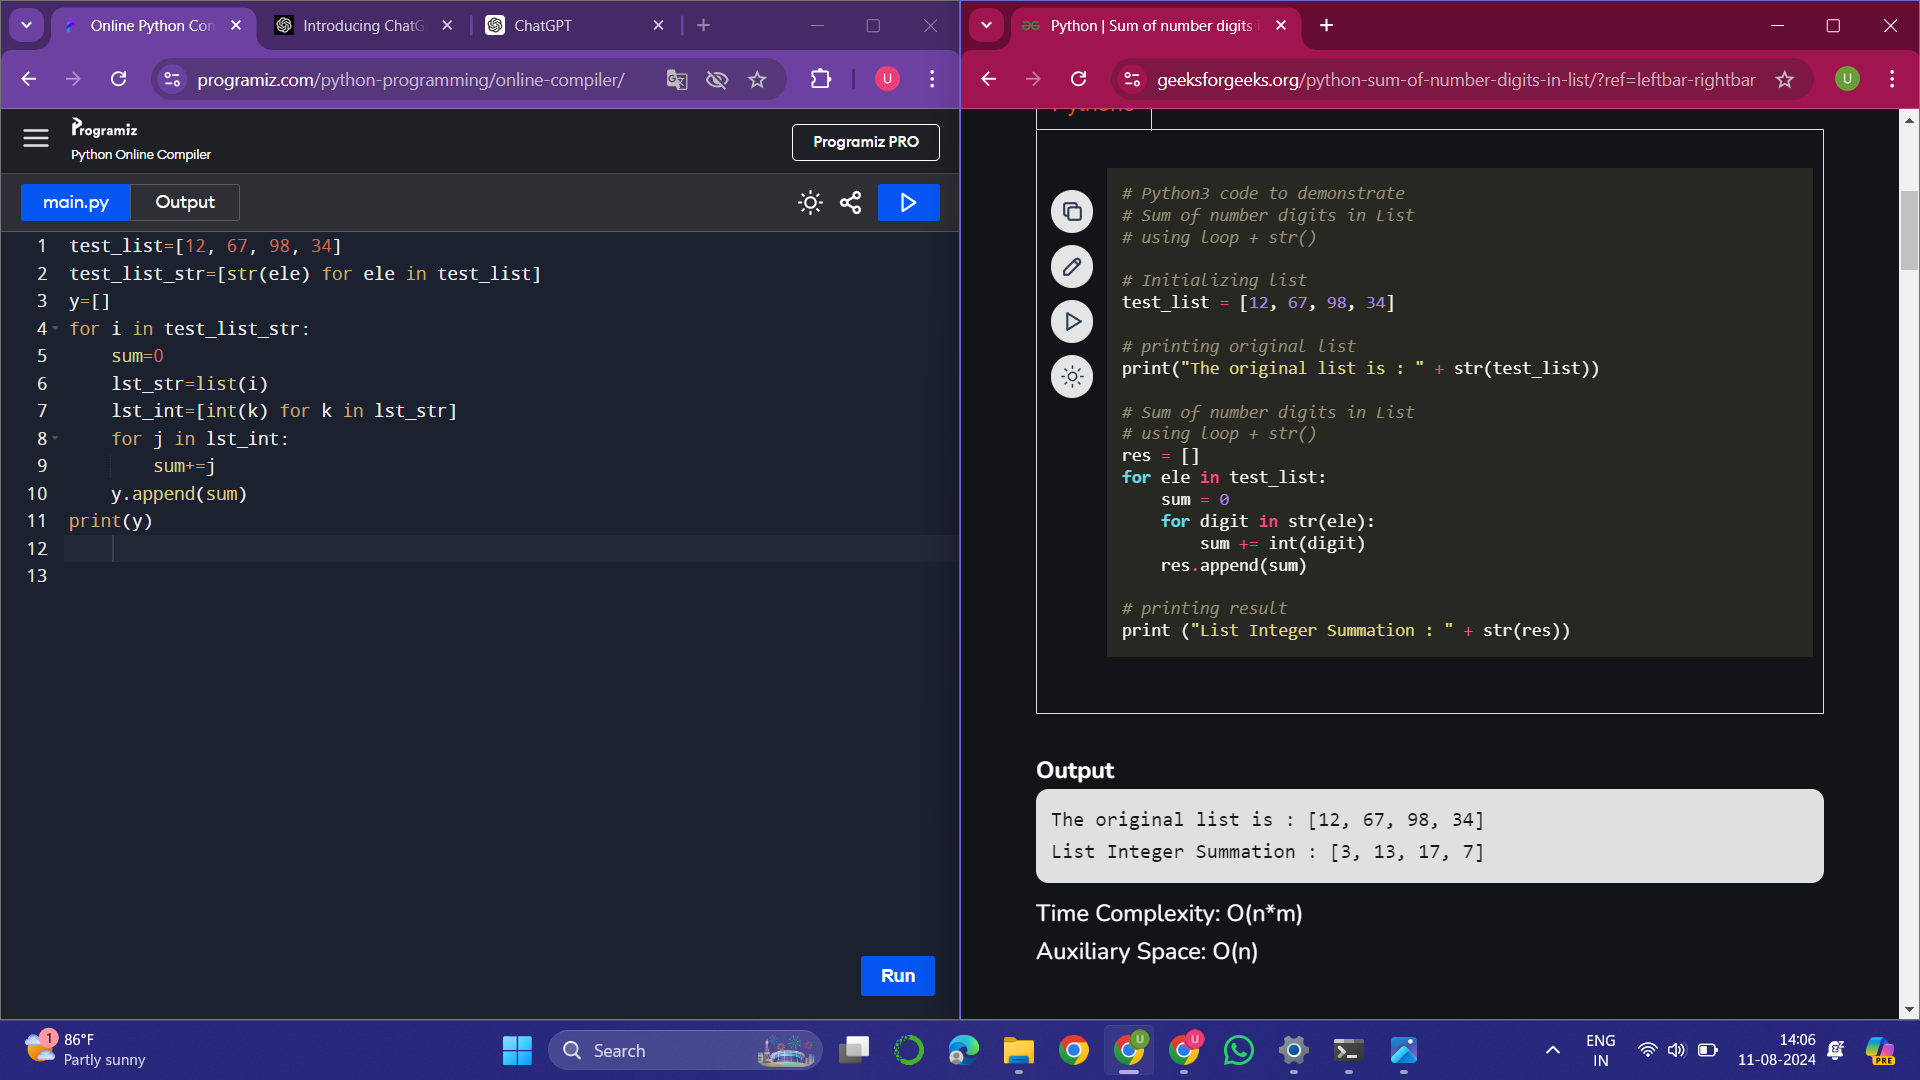 Online Python Com
Introducing ChatG
ChatGPT
programiz.com/python-programming/online-compiler/
U
Programiz
Python Online Compiler
Programiz PRO
main.py
Output
1 test_list=[12, 67, 98, 34]
2 test_list_str=[str(ele) for ele in test_list]
3 y=[]
4 for i in test_list_str:
5 sum=0
6 lst_str=list(i)
7 lst_int=[int(k) for k in lst_str]
8 for j in lst_int:
9 sum+=j
10 y.append(sum)
11 print(y)
12
13
Run
Python | Sum of number digits
geeksforgeeks.org/python-sum-of-number-digits-in-list/?ref=leftbar-rightbar
U
Python3
# Python3 code to demonstrate
# Sum of number digits in List
# using loop + str()
# Initializing list
test_list = [12, 67, 98, 34]
# printing original list
print("The original list is : " + str(test_list))
# Sum of number digits in List
# using loop + str()
res = []
for ele in test_list:
sum = 0
for digit in str(ele):
sum += int(digit)
res.append(sum)
# printing result
print ("List Integer Summation : " + str(res))
Output
The original list is : [12, 67, 98, 34]
List Integer Summation : [3, 13, 17, 7]
Time Complexity: O(n*m)
Auxiliary Space: O(n)
1
86°F
Partly sunny
Search
U
U
ENG
IN
14:06
11-08-2024
PRE